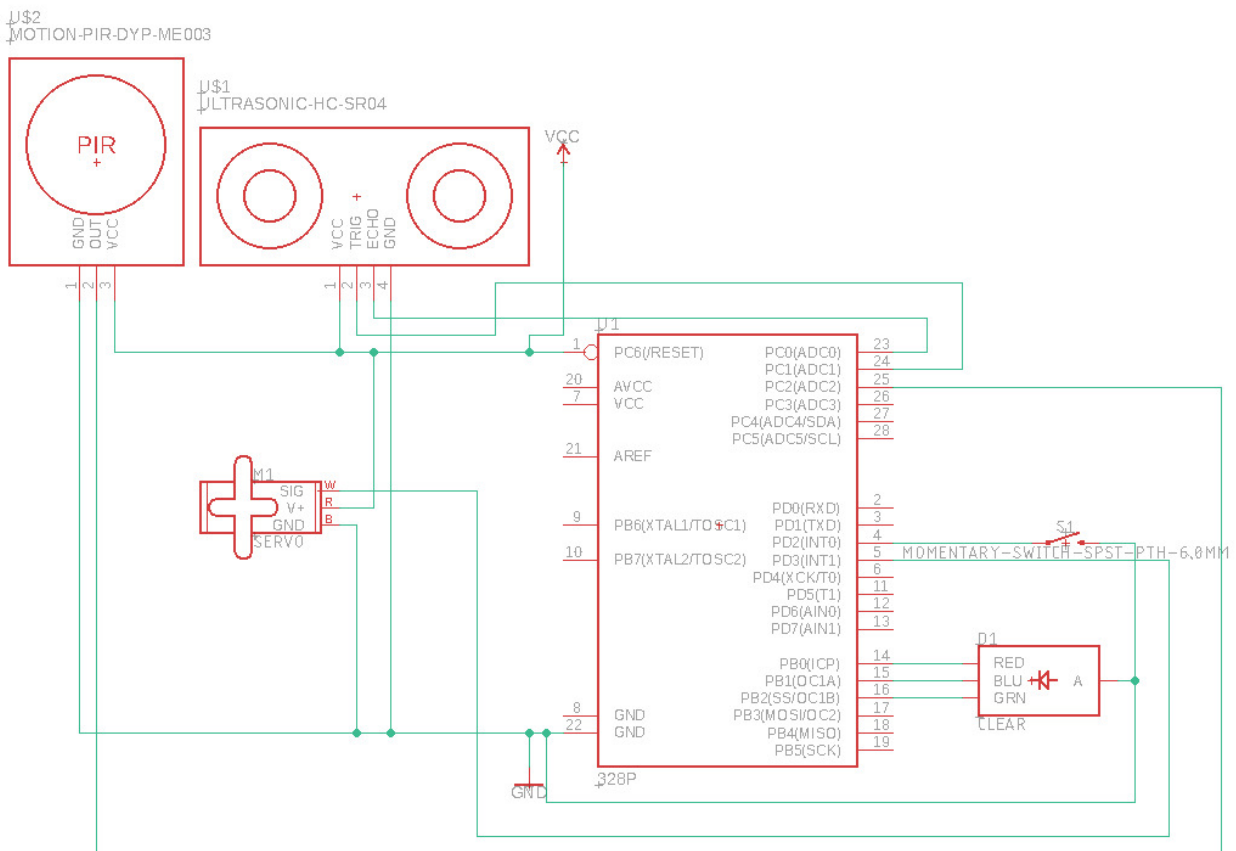 U$2
MOTION-PIR-DYP-ME003
PIR
GND
OUT
VCC
1
2
3
U$1
ULTRASONIC-HC-SR04
VCC
TRIG
ECHO
GND
1
2
3
4
VCC
U1
1 PC6(/RESET)
20 AVCC
7 VCC
21 AREF
9 PB6(XTAL1/TOSC1)
10 PB7(XTAL2/TOSC2)
8 GND
22 GND
PC0(ADC0) 23
PC1(ADC1) 24
PC2(ADC2) 25
PC3(ADC3) 26
PC4(ADC4/SDA) 27
PC5(ADC5/SCL) 28
PD0(RXD) 2
PD1(TXD) 3
PD2(INT0) 4
PD3(INT1) 5
PD4(XCK/T0) 6
PD5(T1) 11
PD6(AIN0) 12
PD7(AIN1) 13
PB0(ICP) 14
PB1(OC1A) 15
PB2(SS/OC1B) 16
PB3(MOSI/OC2) 17
PB4(MISO) 18
PB5(SCK) 19
328P
M1
SIG W
V+ R
GND B
SERVO
S1
MOMENTARY-SWITCH-SPST-PTH-6.0MM
D1
RED
BLU A
GRN
CLEAR
GND